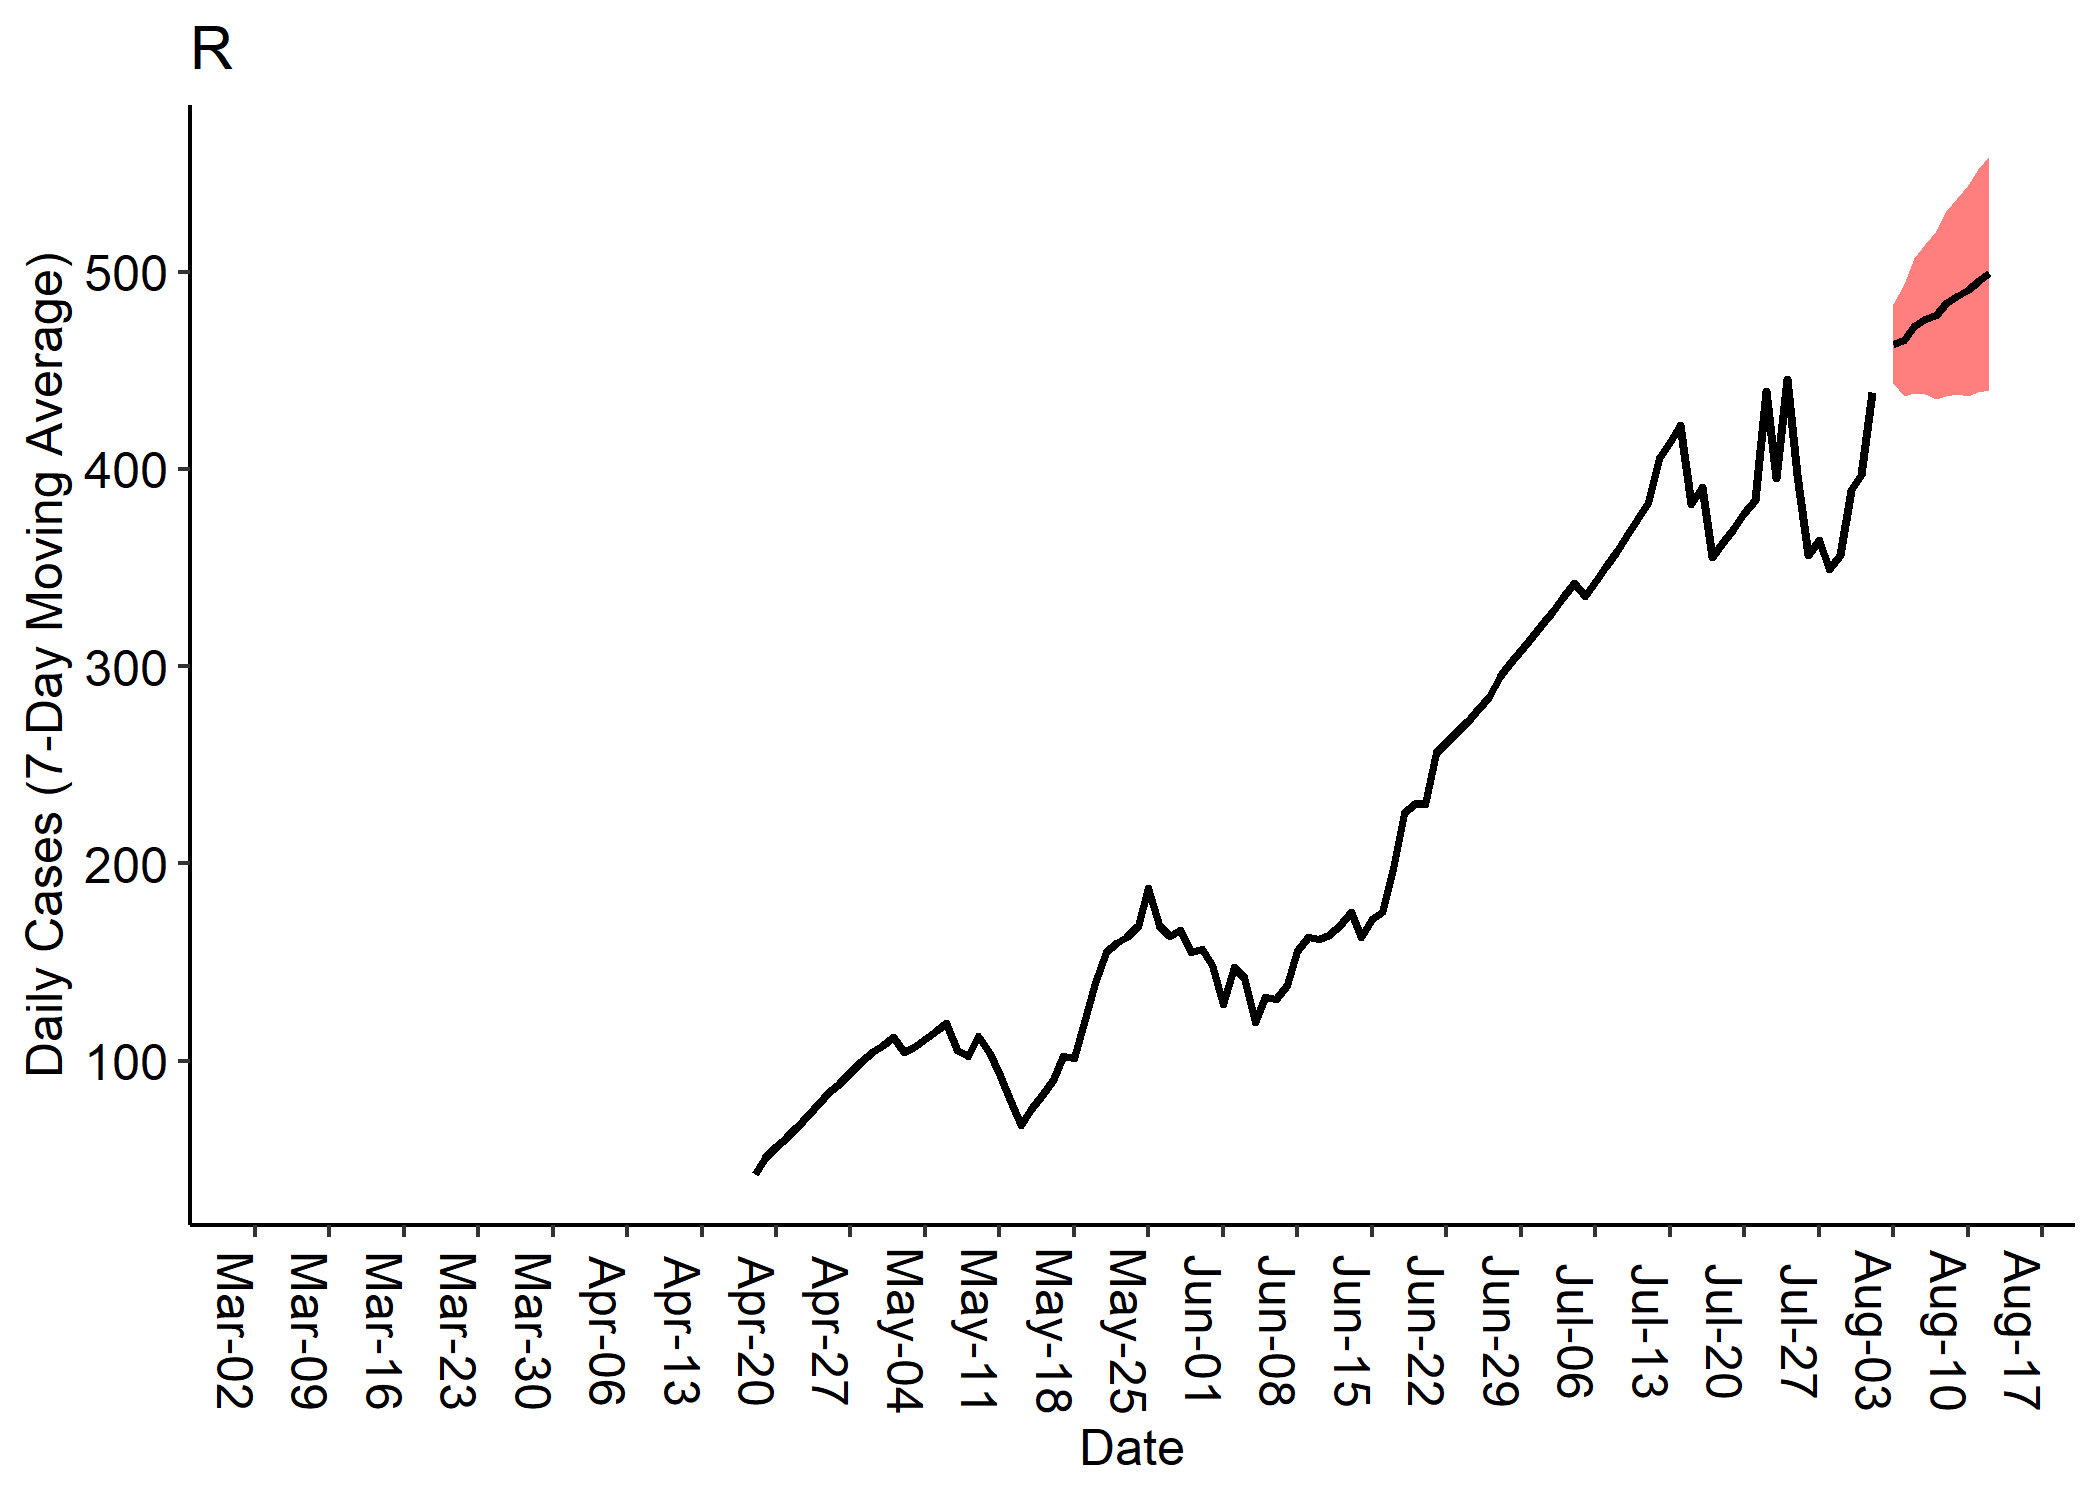 R
Daily Cases (7-Day Moving Average)
500
400
300
200
100
Mar-02
Mar-09
Mar-16
Mar-23
Mar-30
Apr-06
Apr-13
Apr-20
Apr-27
May-04
May-11
May-18
May-25
Jun-01
Jun-08
Jun-15
Jun-22
Jun-29
Jul-06
Jul-13
Jul-20
Jul-27
Aug-03
Aug-10
Aug-17
Date